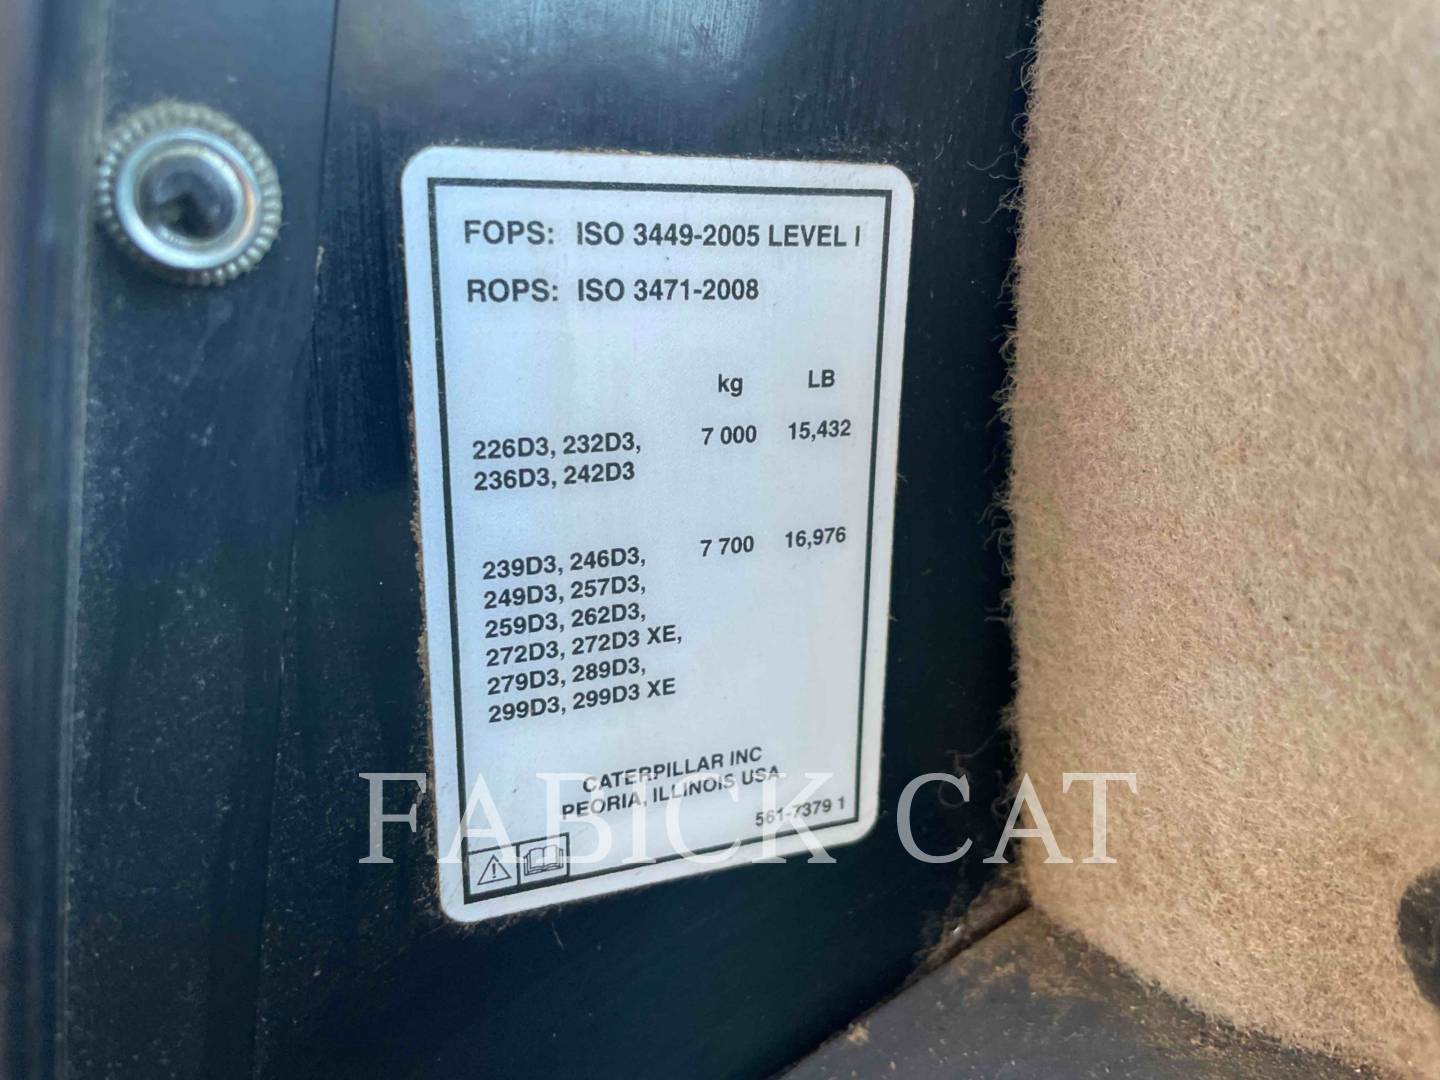 FOPS: ISO 3449-2005 LEVEL I
ROPS: ISO 3471-2008
kg LB
226D3, 232D3, 7 000 15,432
236D3, 242D3
239D3, 246D3, 7 700 16,976
249D3, 257D3,
259D3, 262D3,
272D3, 272D3 XE,
279D3, 289D3,
299D3, 299D3 XE
CATERPILLAR INC
PEORIA, ILLINOIS USA
561-7379 1
FABICK CAT